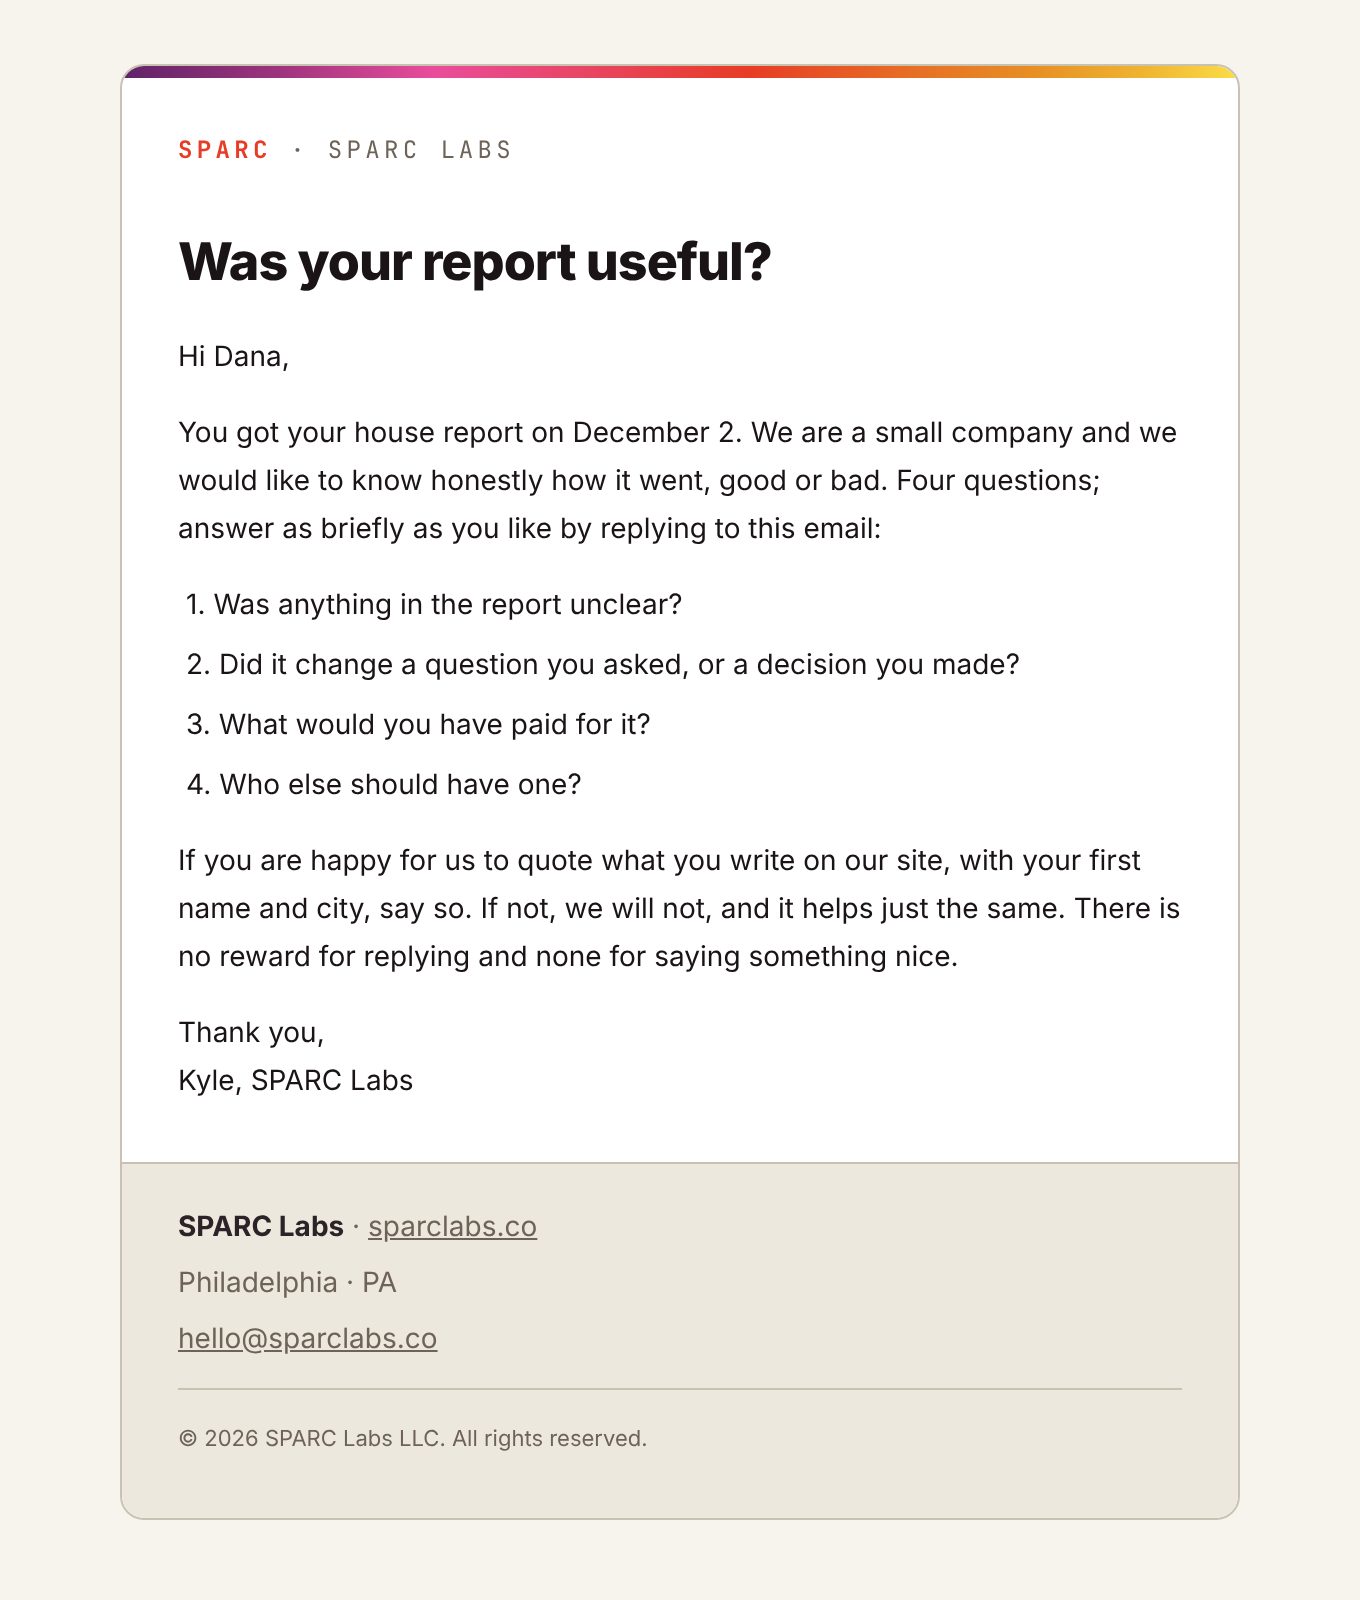 SPARC · SPARC LABS
Was your report useful?
Hi Dana,
You got your house report on December 2. We are a small company and we
would like to know honestly how it went, good or bad. Four questions;
answer as briefly as you like by replying to this email:
1. Was anything in the report unclear?
2. Did it change a question you asked, or a decision you made?
3. What would you have paid for it?
4. Who else should have one?
If you are happy for us to quote what you write on our site, with your first
name and city, say so. If not, we will not, and it helps just the same. There is
no reward for replying and none for saying something nice.
Thank you,
Kyle, SPARC Labs
SPARC Labs · sparclabs.co
Philadelphia · PA
hello@sparclabs.co
© 2026 SPARC Labs LLC. All rights reserved.